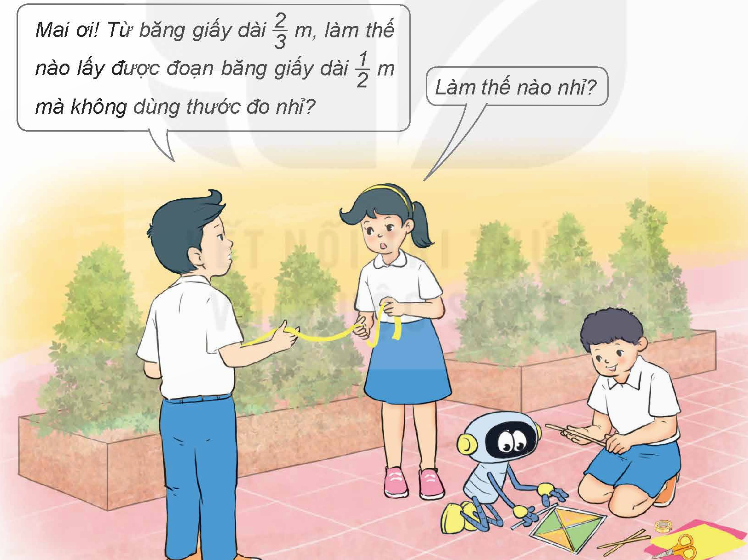 Mai ơi! Từ băng giấy dài 2/3 m, làm thế
nào lấy được đoạn băng giấy dài 1/2 m
mà không dùng thước đo nhỉ?
Làm thế nào nhỉ?